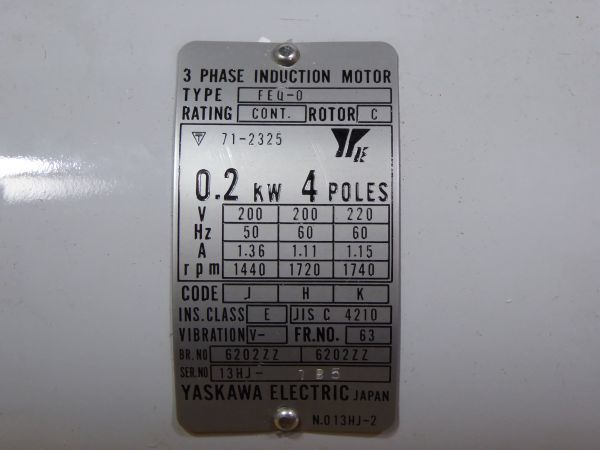 3 PHASE INDUCTION MOTOR
TYPE FEQ-O
RATING CONT. ROTOR C
T 71-2325 YE
0.2 KW 4 POLES
V 200 200 220
Hz 50 60 60
A 1.36 1.11 1.15
rpm 1440 1720 1740
CODE J H K
INS.CLASS E JIS C 4210
VIBRATION V- FR.NO. 63
BR.NO 6202ZZ 6202ZZ
SER.NO 13HJ- 1B5
YASKAWA ELECTRIC JAPAN
N.013HJ-2